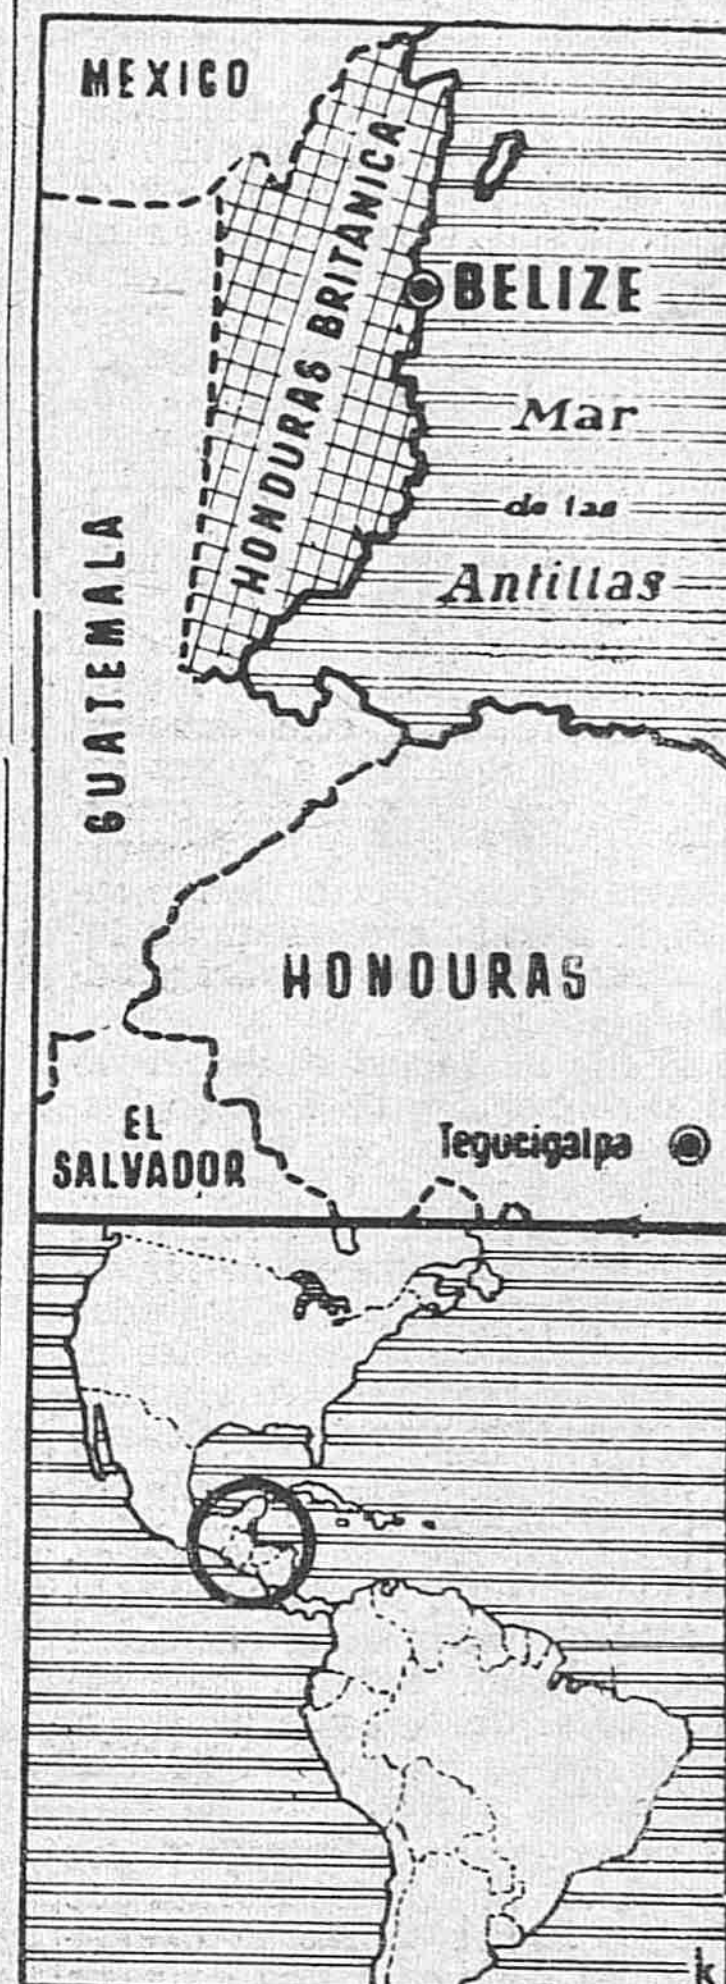 MEXICO
HONDURAS BRITANICA
BELIZE
Mar
de las
Antillas
GUATEMALA
HONDURAS
EL
SALVADOR
Tegucigalpa
k